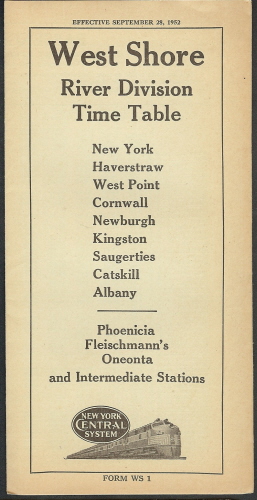 EFFECTIVE SEPTEMBER 28, 1952
West Shore
River Division
Time Table
New York
Haverstraw
West Point
Cornwall
Newburgh
Kingston
Saugerties
Catskill
Albany
Phoenicia
Fleischmann's
Oneonta
and Intermediate Stations
NEW YORK
CENTRAL
SYSTEM
FORM WS 1